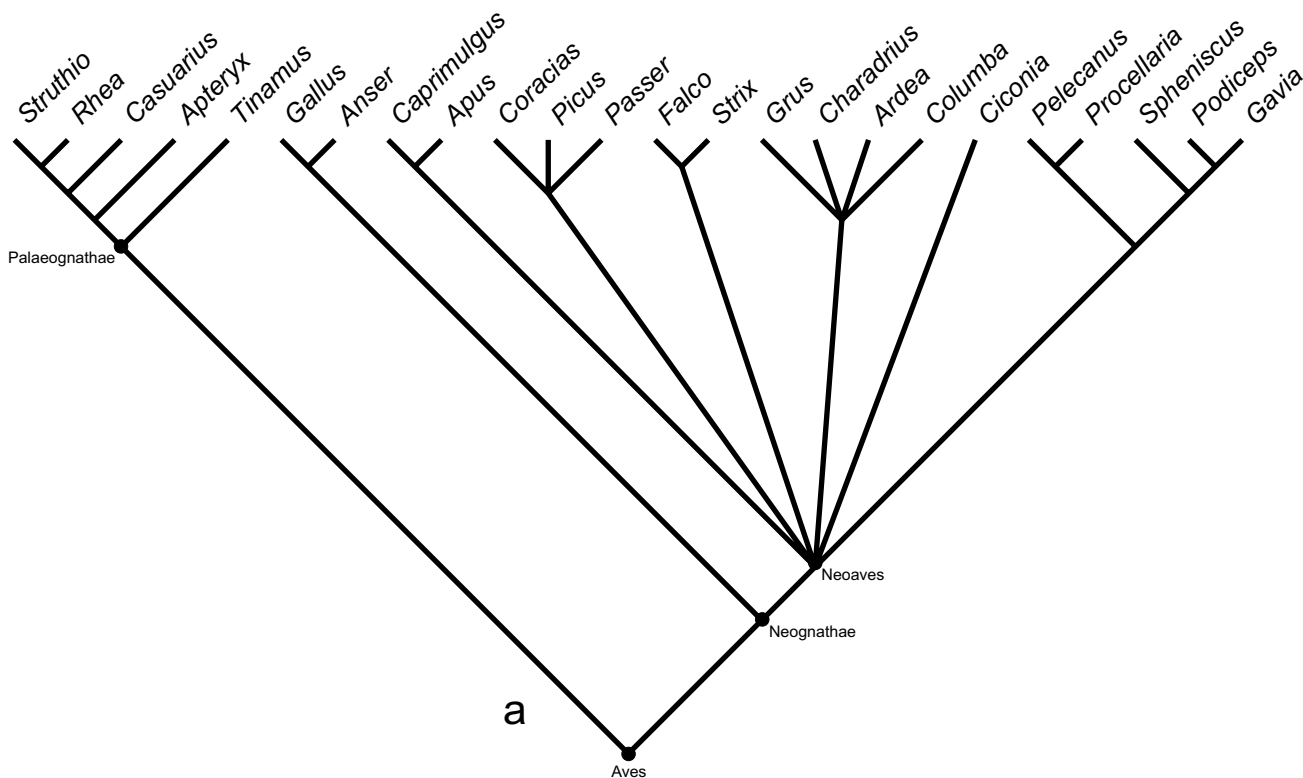 Struthio
Rhea
Casuarius
Apteryx
Tinamus
Gallus
Anser
Caprimulgus
Apus
Coracias
Picus
Passer
Falco
Strix
Grus
Charadrius
Ardea
Columba
Ciconia
Pelecanus
Procellaria
Spheniscus
Podiceps
Gavia
Palaeognathae
Neoaves
Neognathae
a
Aves